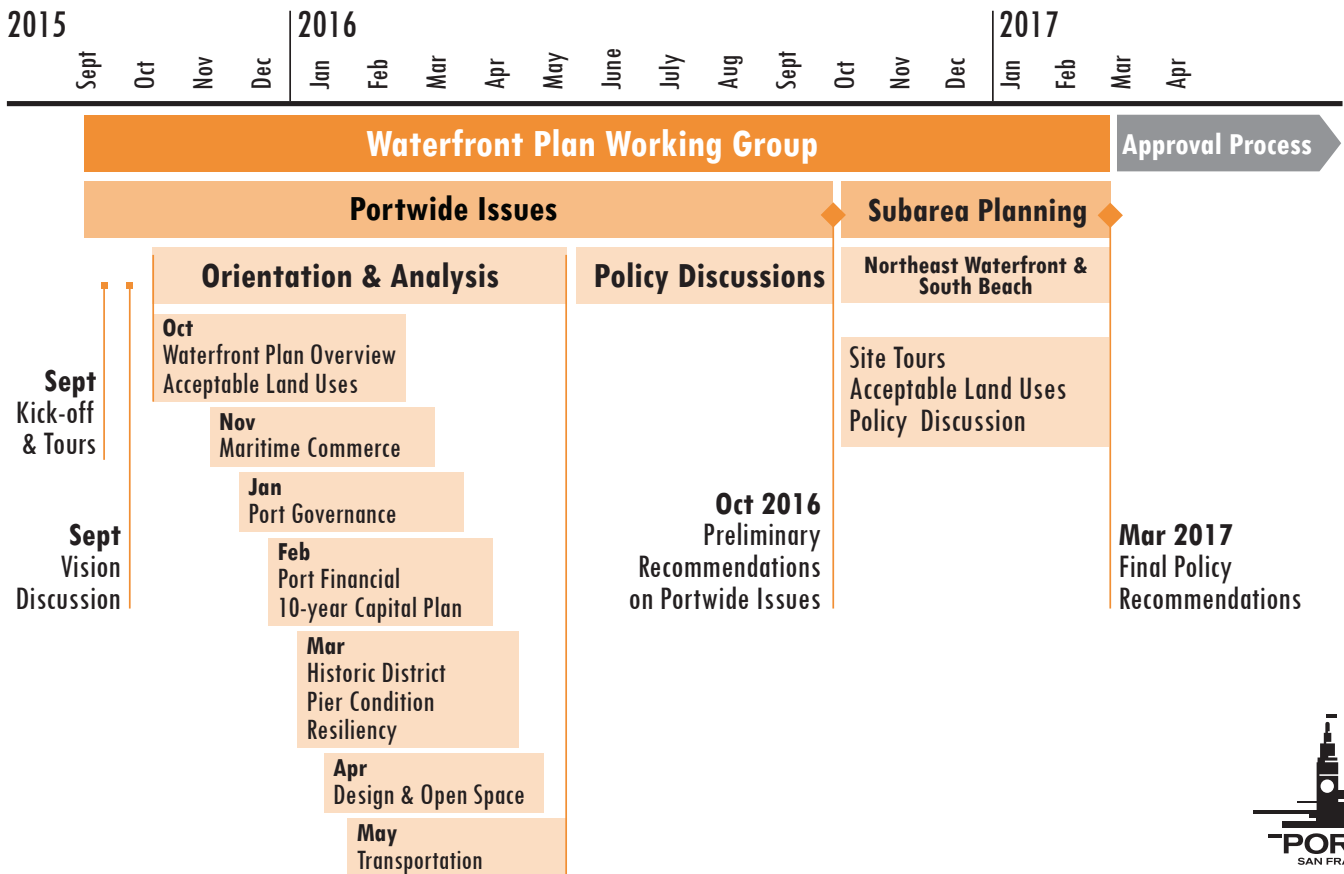 2015
2016
2017
Sept
Oct
Nov
Dec
Jan
Feb
Mar
Apr
May
June
July
Aug
Sept
Oct
Nov
Dec
Jan
Feb
Mar
Apr
Waterfront Plan Working Group
Approval Process
Portwide Issues
Subarea Planning
Orientation & Analysis
Policy Discussions
Northeast Waterfront &
South Beach
Sept
Kick-off
& Tours
Sept
Vision
Discussion
Oct
Waterfront Plan Overview
Acceptable Land Uses
Nov
Maritime Commerce
Jan
Port Governance
Feb
Port Financial
10-year Capital Plan
Mar
Historic District
Pier Condition
Resiliency
Apr
Design & Open Space
May
Transportation
Oct 2016
Preliminary
Recommendations
on Portwide Issues
Site Tours
Acceptable Land Uses
Policy Discussion
Mar 2017
Final Policy
Recommendations
SAN